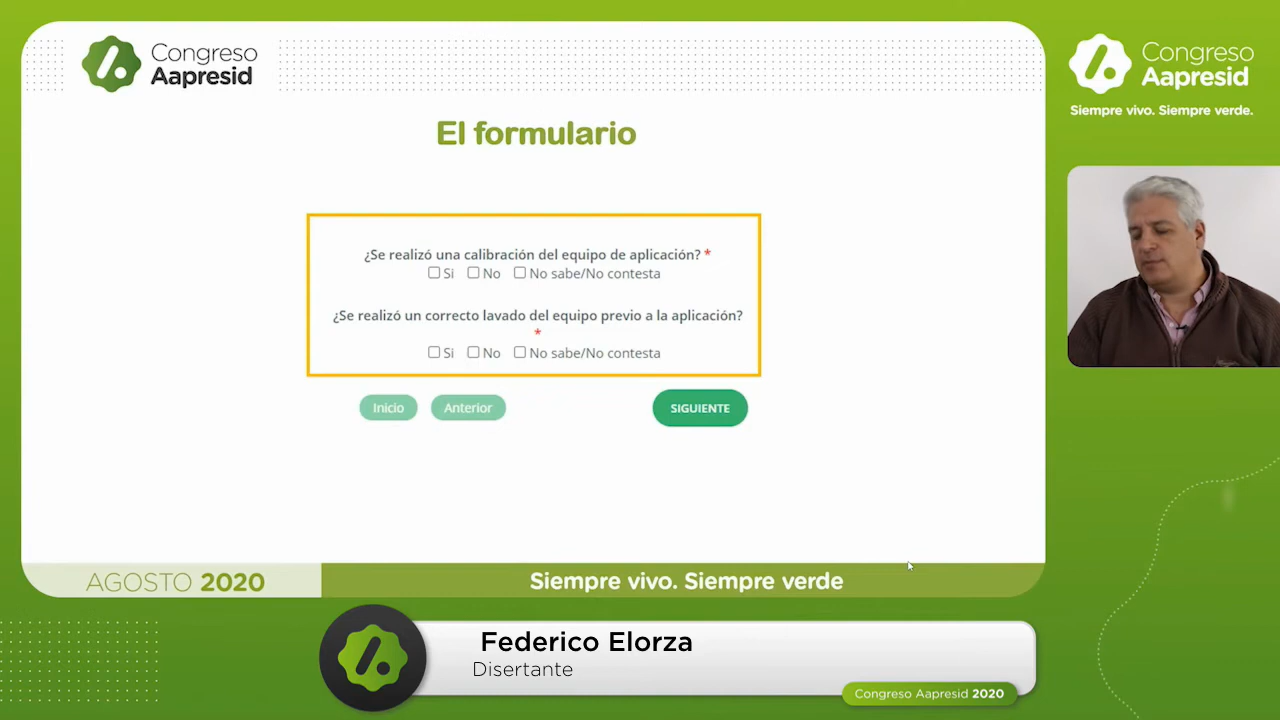 Congreso
Aapresid
Congreso
Aapresid
Siempre vivo. Siempre verde.
El formulario
¿Se realizó una calibración del equipo de aplicación? *
Si No No sabe/No contesta
¿Se realizó un correcto lavado del equipo previo a la aplicación?
*
Si No No sabe/No contesta
Inicio Anterior SIGUIENTE
AGOSTO 2020 Siempre vivo. Siempre verde
Federico Elorza
Disertante
Congreso Aapresid 2020